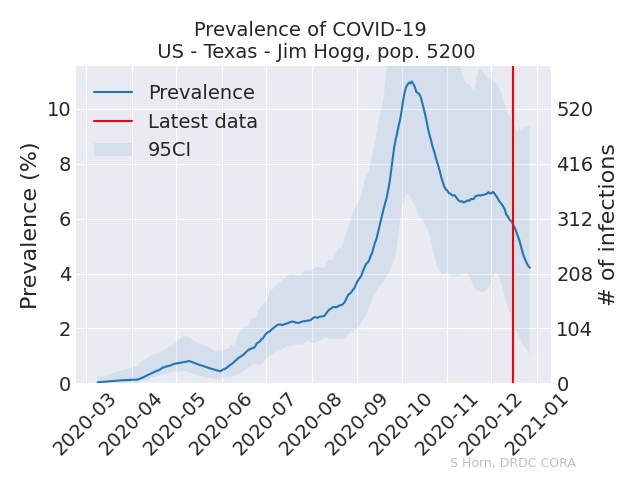 Prevalence of COVID-19
US - Texas - Jim Hogg, pop. 5200
Prevalence
Latest data
95CI
Prevalence (%)
10
8
6
4
2
0
520
416
312
208
104
0
# of infections
2020-03
2020-04
2020-05
2020-06
2020-07
2020-08
2020-09
2020-10
2020-11
2020-12
2021-01
S Horn, DRDC CORA